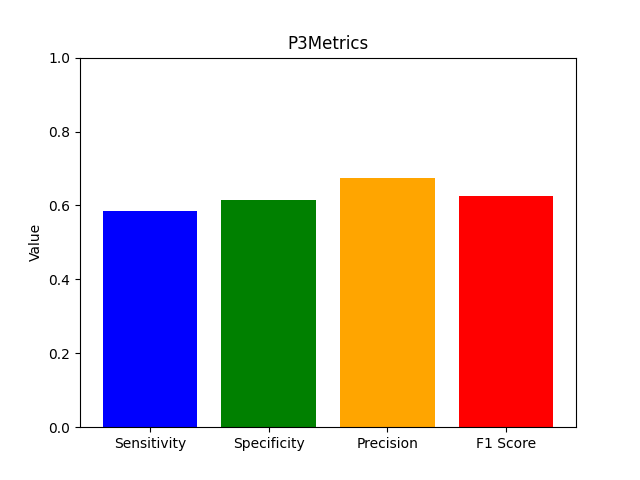 P3Metrics
1.0
0.8
0.6
0.4
0.2
0.0
Value
Sensitivity
Specificity
Precision
F1 Score